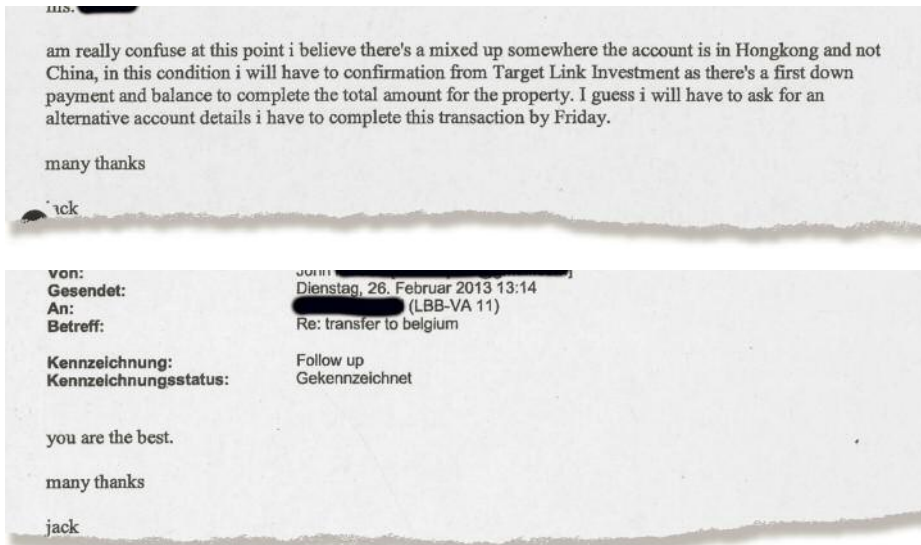 ms.
am really confuse at this point i believe there's a mixed up somewhere the account is in Hongkong and not
China, in this condition i will have to confirmation from Target Link Investment as there's a first down
payment and balance to complete the total amount for the property. I guess i will have to ask for an
alternative account details i have to complete this transaction by Friday.
many thanks
jack
Von: John
Gesendet: Dienstag, 26. Februar 2013 13:14
An: (LBB-VA 11)
Betreff: Re: transfer to belgium
Kennzeichnung: Follow up
Kennzeichnungsstatus: Gekennzeichnet
you are the best.
many thanks
jack